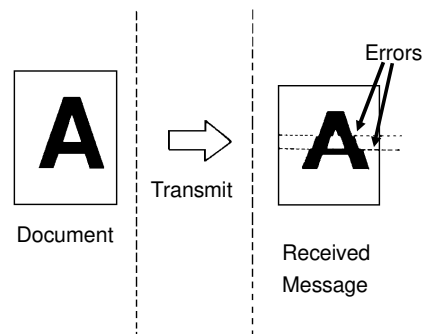 Errors
A
A
Transmit
Document
Received
Message